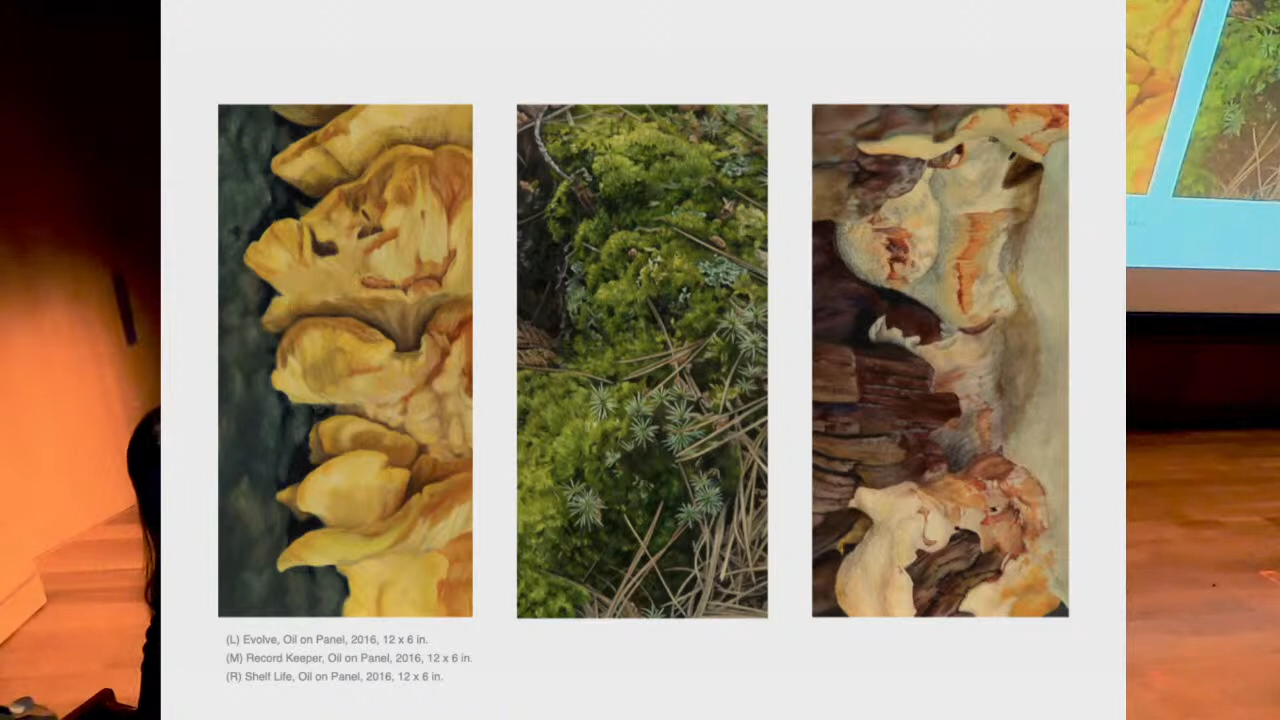 (L) Evolve, Oil on Panel, 2016, 12 x 6 in.
(M) Record Keeper, Oil on Panel, 2016, 12 x 6 in.
(R) Shelf Life, Oil on Panel, 2016, 12 x 6 in.